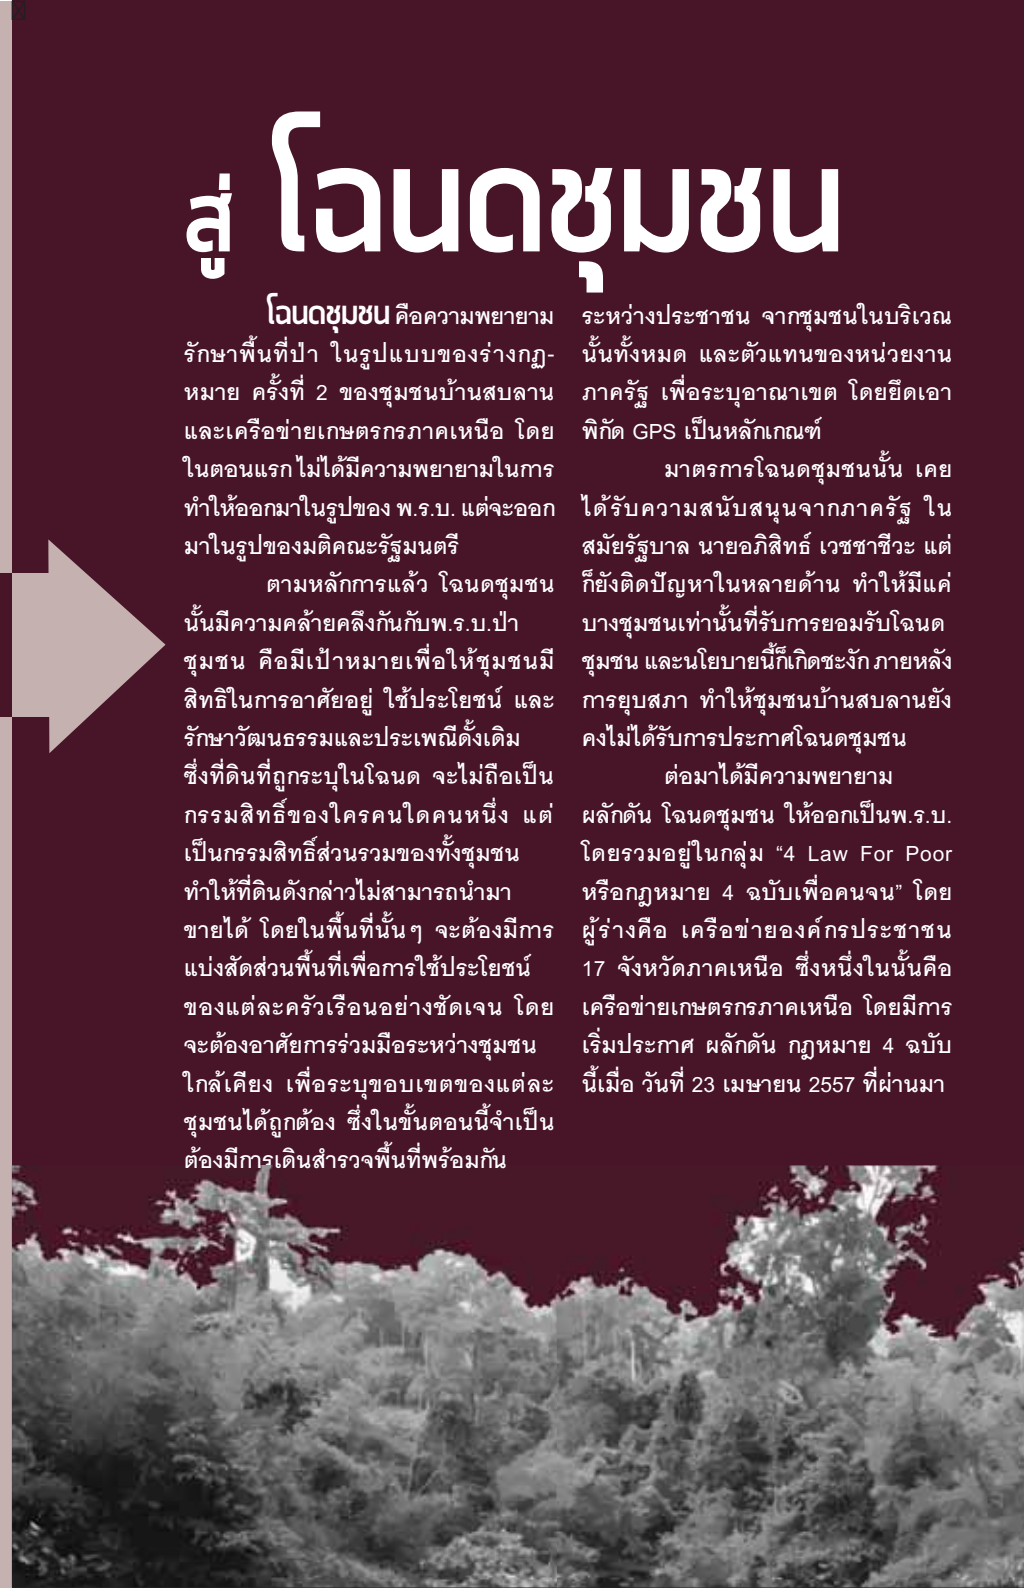 สู่ โฉนดชุมชน
โฉนดชุมชน คือความพยายาม
รักษาพื้นที่ป่า ในรูปแบบของร่างกฎ-
หมาย ครั้งที่ 2 ของชุมชนบ้านสบลาน
และเครือข่ายเกษตรกรภาคเหนือ โดย
ในตอนแรก ไม่ได้มีความพยายามในการ
ทำให้ออกมาในรูปของ พ.ร.บ. แต่จะออก
มาในรูปของมติคณะรัฐมนตรี
ตามหลักการแล้ว โฉนดชุมชน
นั้นมีความคล้ายคลึงกันกับพ.ร.บ.ป่า
ชุมชน คือมีเป้าหมายเพื่อให้ชุมชนมี
สิทธิในการอาศัยอยู่ ใช้ประโยชน์ และ
รักษาวัฒนธรรมและประเพณีดั้งเดิม
ซึ่งที่ดินที่ถูกระบุในโฉนด จะไม่ถือเป็น
กรรมสิทธิ์ของใครคนใดคนหนึ่ง แต่
เป็นกรรมสิทธิ์ส่วนรวมของทั้งชุมชน
ทำให้ที่ดินดังกล่าวไม่สามารถนำมา
ขายได้ โดยในพื้นที่นั้นๆ จะต้องมีการ
แบ่งสัดส่วนพื้นที่เพื่อการใช้ประโยชน์
ของแต่ละครัวเรือนอย่างชัดเจน โดย
จะต้องอาศัยการร่วมมือระหว่างชุมชน
ใกล้เคียง เพื่อระบุขอบเขตของแต่ละ
ชุมชนได้ถูกต้อง ซึ่งในขั้นตอนนี้จำเป็น
ต้องมีการเดินสำรวจพื้นที่พร้อมกัน
ระหว่างประชาชน จากชุมชนในบริเวณ
นั้นทั้งหมด และตัวแทนของหน่วยงาน
ภาครัฐ เพื่อระบุอาณาเขต โดยยึดเอา
พิกัด GPS เป็นหลักเกณฑ์
มาตรการโฉนดชุมชนนั้น เคย
ได้รับความสนับสนุนจากภาครัฐ ใน
สมัยรัฐบาล นายอภิสิทธ์ เวชชาชีวะ แต่
ก็ยังติดปัญหาในหลายด้าน ทำให้มีแค่
บางชุมชนเท่านั้นที่รับการยอมรับโฉนด
ชุมชน และนโยบายนี้ก็เกิดชะงัก ภายหลัง
การยุบสภา ทำให้ชุมชนบ้านสบลานยัง
คงไม่ได้รับการประกาศโฉนดชุมชน
ต่อมาได้มีความพยายาม
ผลักดัน โฉนดชุมชน ให้ออกเป็นพ.ร.บ.
โดยรวมอยู่ในกลุ่ม “4 Law For Poor
หรือกฎหมาย 4 ฉบับเพื่อคนจน” โดย
ผู้ร่างคือ เครือข่ายองค์กรประชาชน
17 จังหวัดภาคเหนือ ซึ่งหนึ่งในนั้นคือ
เครือข่ายเกษตรกรภาคเหนือ โดยมีการ
เริ่มประกาศ ผลักดัน กฎหมาย 4 ฉบับ
นี้เมื่อ วันที่ 23 เมษายน 2557 ที่ผ่านมา